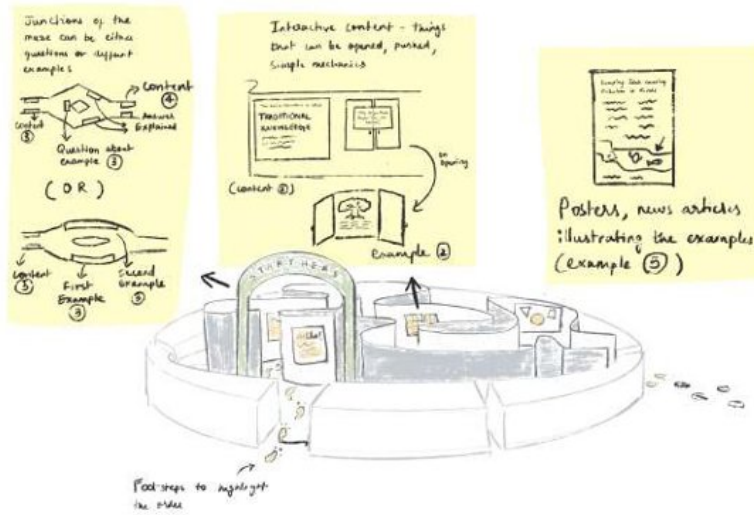 Junctions of the
maze can be either
questions or diffant
examples
Content
④
Content
③
Answer
Explained
Question about
example ③
(OR)
Content
③
First
Example
③
Second
Example
③
Interactive content - things
that can be opened, pushed,
simple mechanics
TRADITIONAL
KNOWLEDGE
on
opening
(content ②)
Example ②
Posters, news articles
illustrating the examples
(example ⑤)
START HERE
Foot-steps to highlight
the order